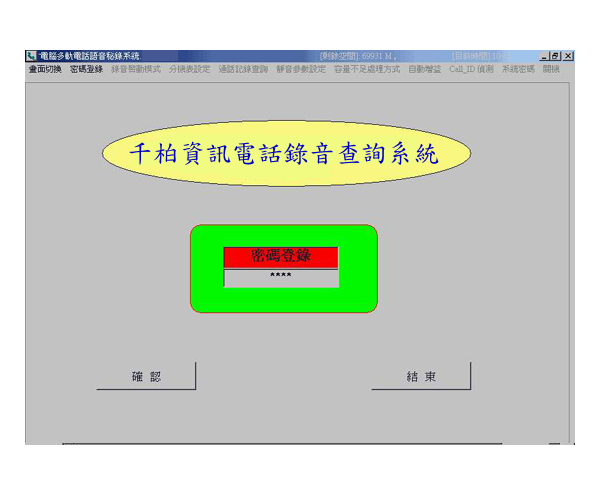 電腦多軌電話語音秘錄系統
畫面切換 密碼登錄 錄音啓動模式 分機表設定 通話記錄查詢 靜音參數設定 容量不足處理方式 自動增益 Call_ID 偵測 系統密碼 關機
千柏資訊電話錄音查詢系統
密碼登錄
****
確 認 結 東